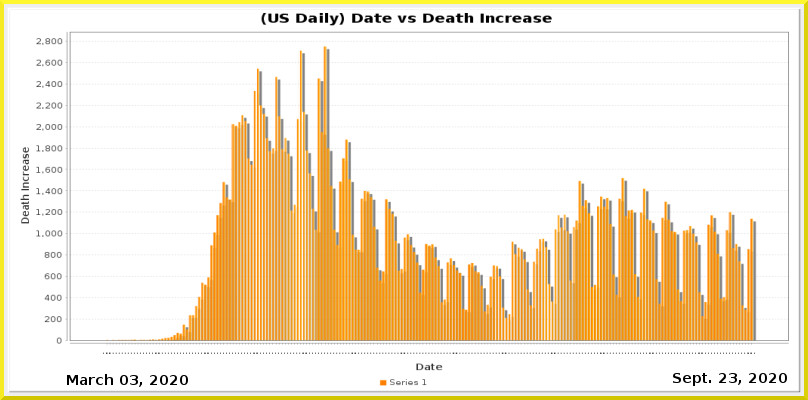 (US Daily) Date vs Death Increase
2,800
2,600
2,400
2,200
2,000
1,800
1,600
1,400
1,200
1,000
800
600
400
200
0
Death Increase
Date
March 03, 2020
Series 1
Sept. 23, 2020